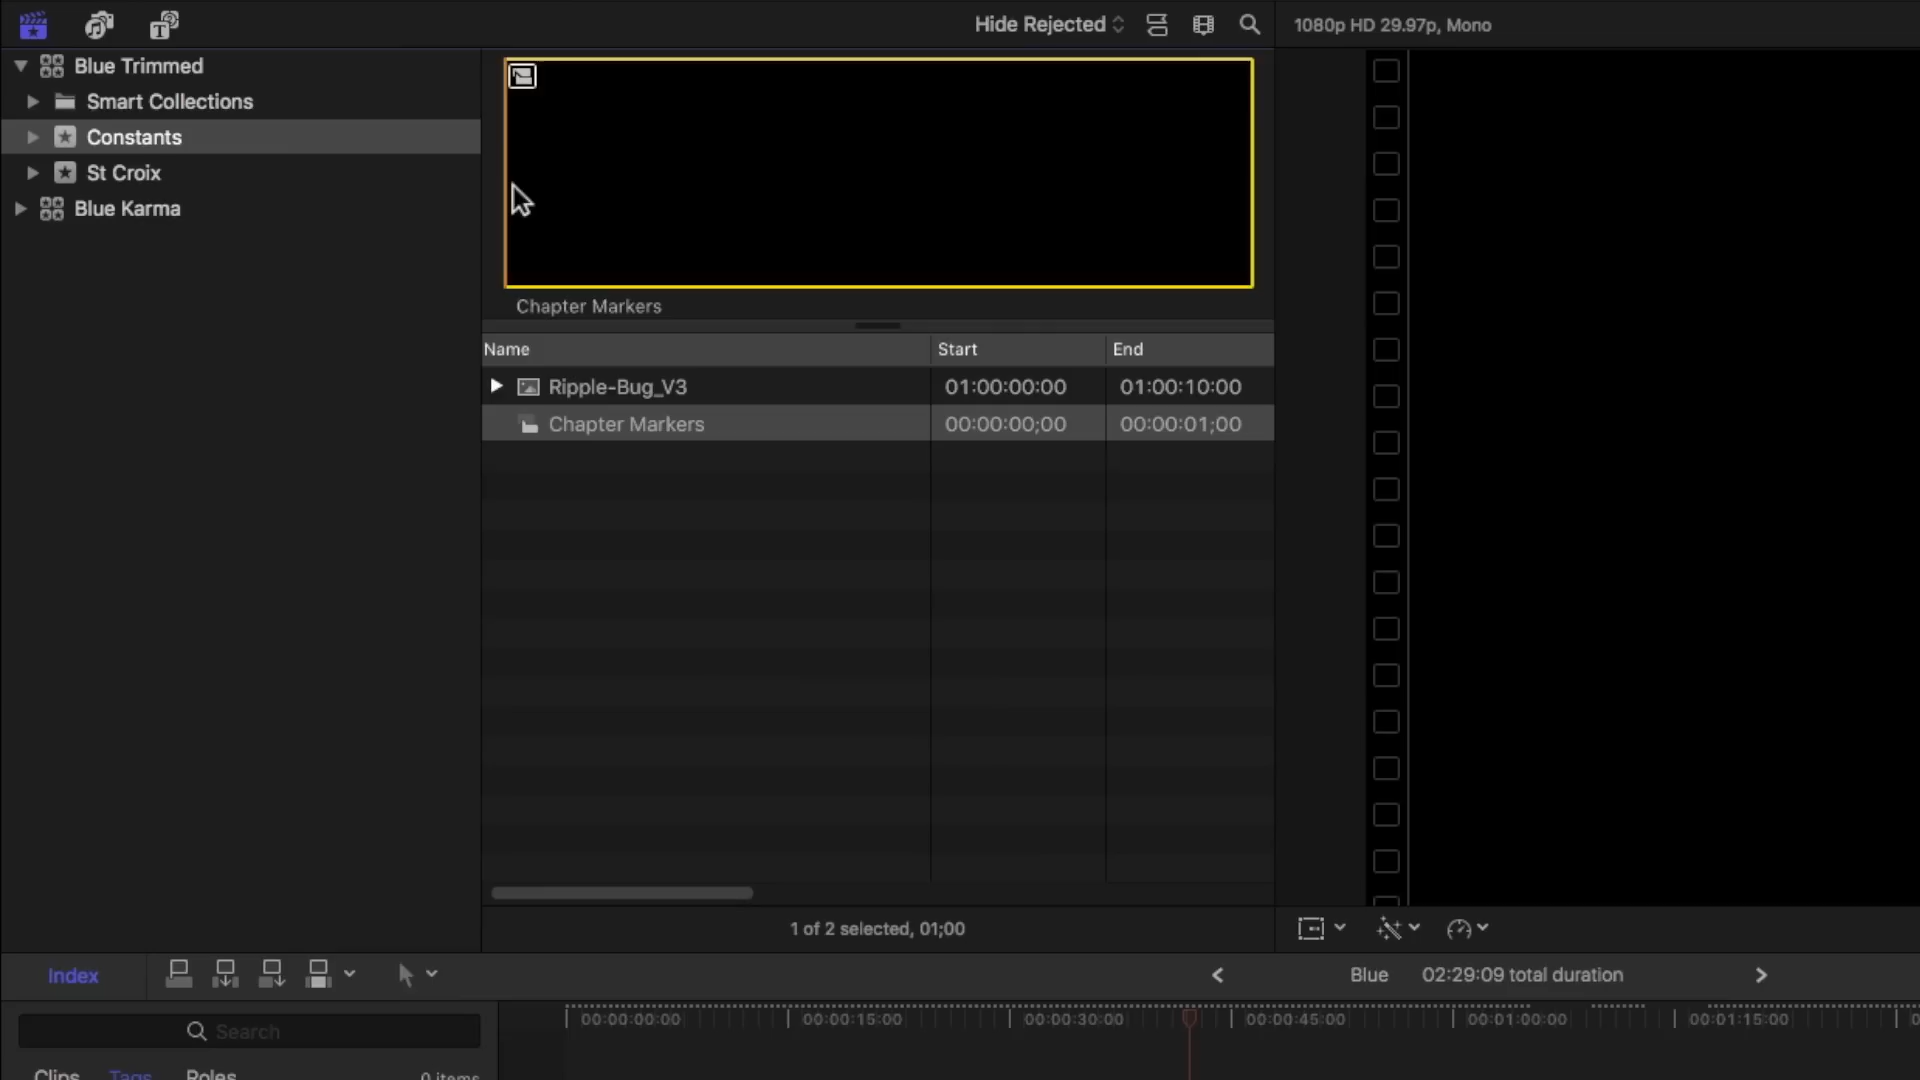 Hide Rejected
1080p HD 29.97p, Mono
Blue Trimmed
Smart Collections
Constants
St Croix
Blue Karma
Chapter Markers
Name Start End
Ripple-Bug_V3 01:00:00:00 01:00:10:00
Chapter Markers 00:00:00;00 00:00:01;00
1 of 2 selected, 01;00
Index
Blue 02:29:09 total duration
00:00:00:00 00:00:15:00 00:00:30:00 00:00:45:00 00:01:00:00 00:01:15:00
Search
Clips Tags Roles 0 items